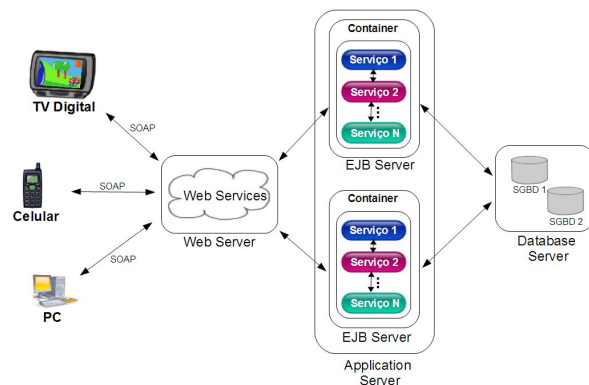 TV Digital
SOAP
Celular
SOAP
PC
SOAP
Web Services
Web Server
Container
Serviço 1
Serviço 2
Serviço N
EJB Server
Container
Serviço 1
Serviço 2
Serviço N
EJB Server
Application
Server
SGBD 1
SGBD 2
Database
Server